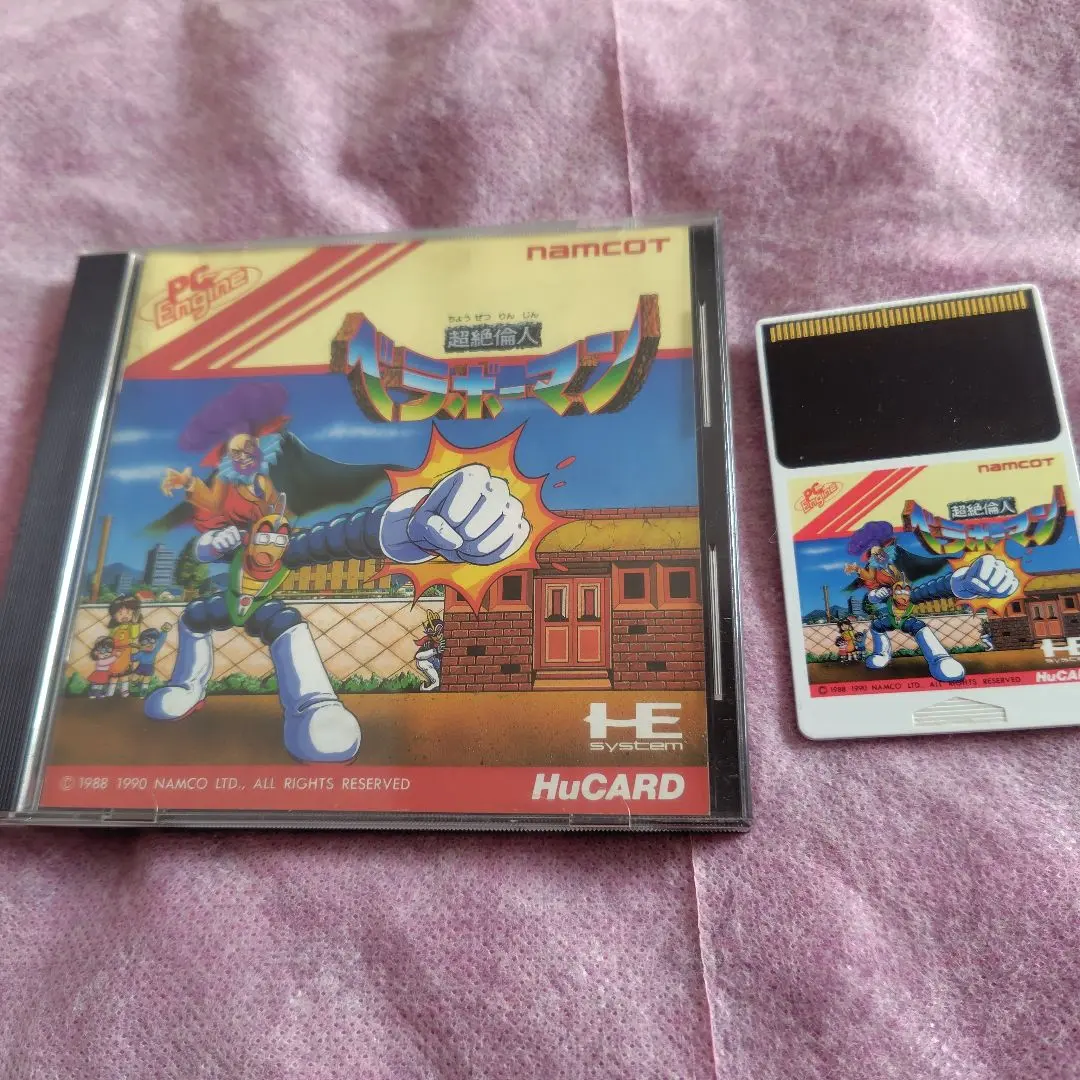 PC
Engine
namcot
ちょう ぜつ りん じん
超絶倫人
ベラボーマン
HE
system
© 1988 1990 NAMCO LTD., ALL RIGHTS RESERVED
HuCARD
namcot
PC
Engine
超絶倫人
ベラボーマン
HE
© 1988 1990 NAMCO LTD. ALL RIGHTS RESERVED